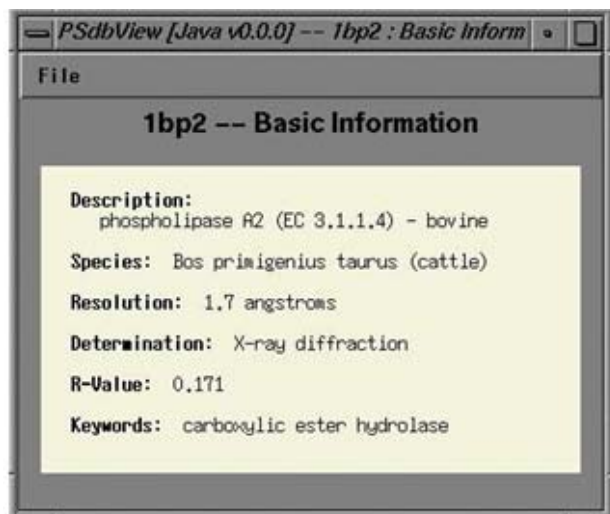 PSdbView [Java v0.0.0] -- 1bp2 : Basic Inform
File
1bp2 -- Basic Information
Description:
phospholipase A2 (EC 3.1.1.4) - bovine
Species: Bos primigenius taurus (cattle)
Resolution: 1.7 angstroms
Determination: X-ray diffraction
R-Value: 0.171
Keywords: carboxylic ester hydrolase